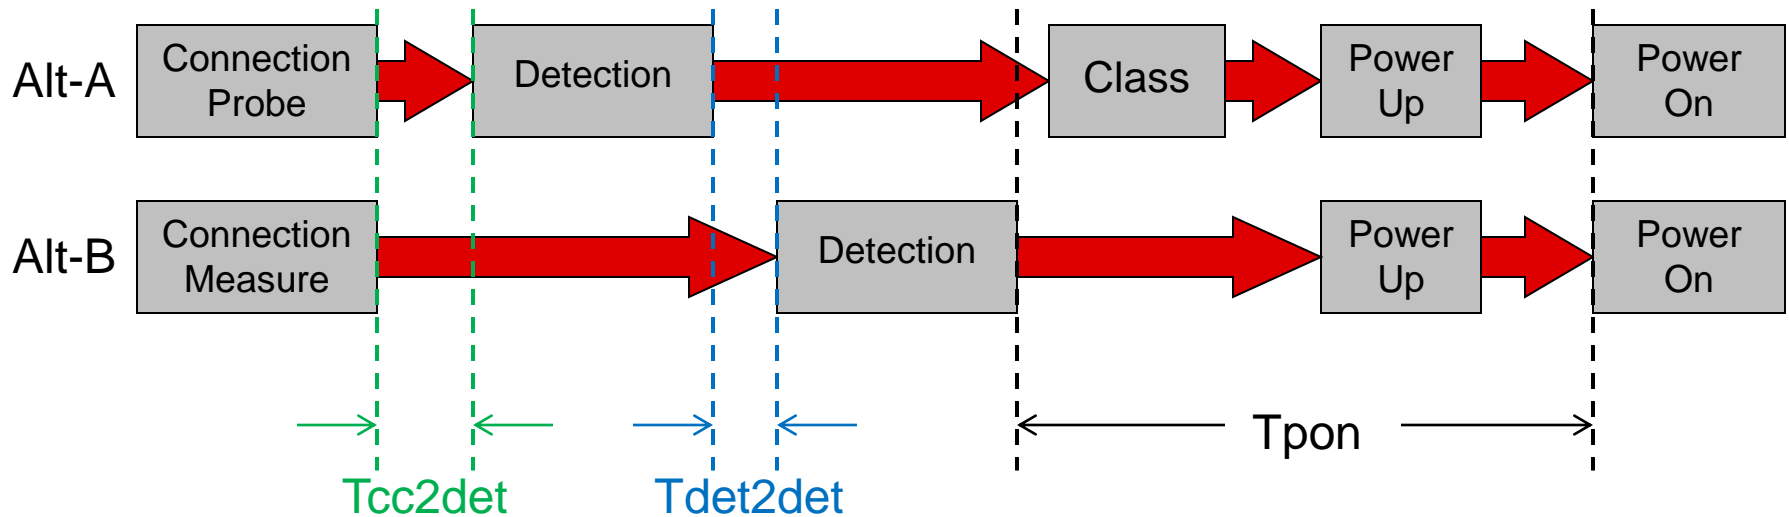 Alt-A
Connection
Probe
Detection
Class
Power
Up
Power
On
Alt-B
Connection
Measure
Detection
Power
Up
Power
On
Tpon
Tcc2det
Tdet2det